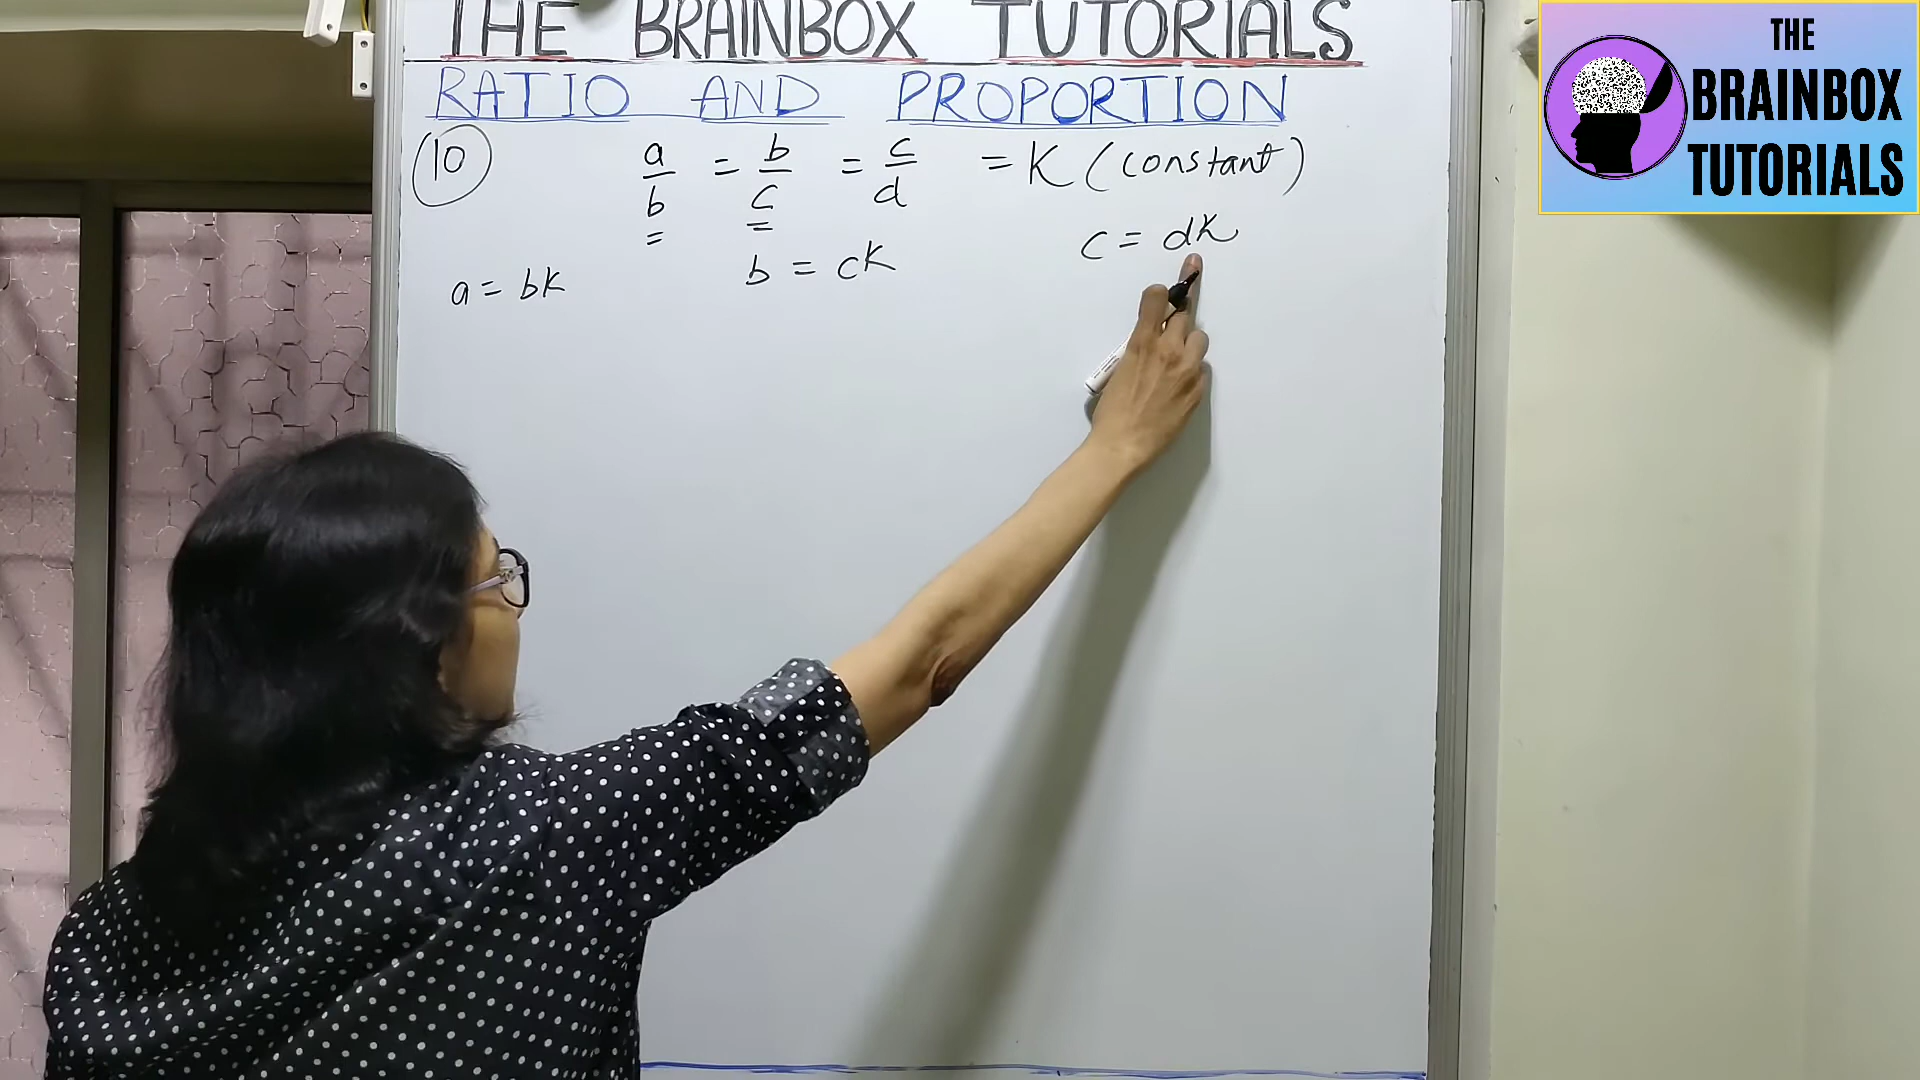 THE BRAINBOX TUTORIALS
RATIO AND PROPORTION
(10) a/b = b/c = c/d = K (constant)
c = dK
b = cK
a = bK
THE
BRAINBOX
TUTORIALS